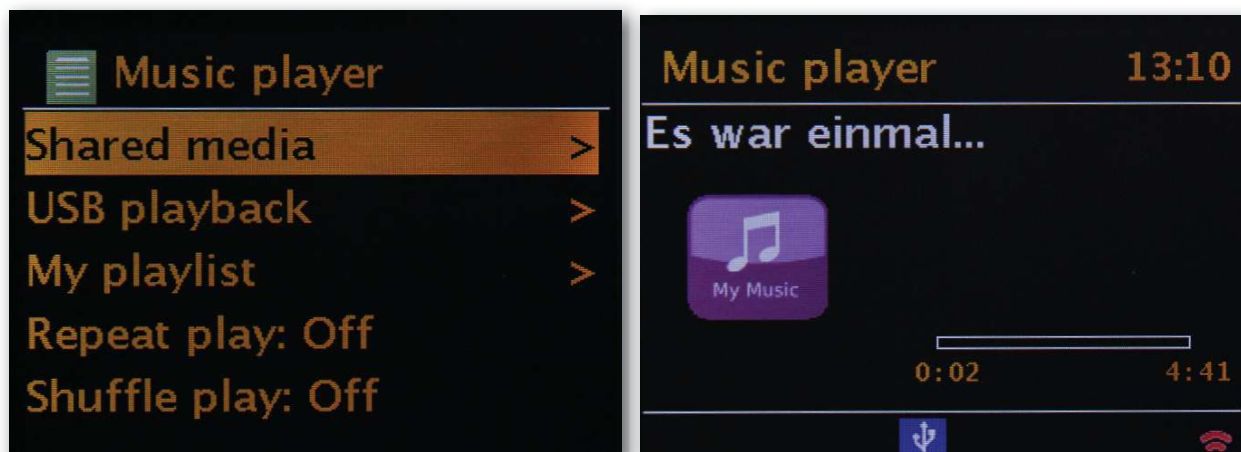 Music player
Shared media >
USB playback >
My playlist >
Repeat play: Off
Shuffle play: Off
Music player 13:10
Es war einmal...
My Music
0:02 4:41